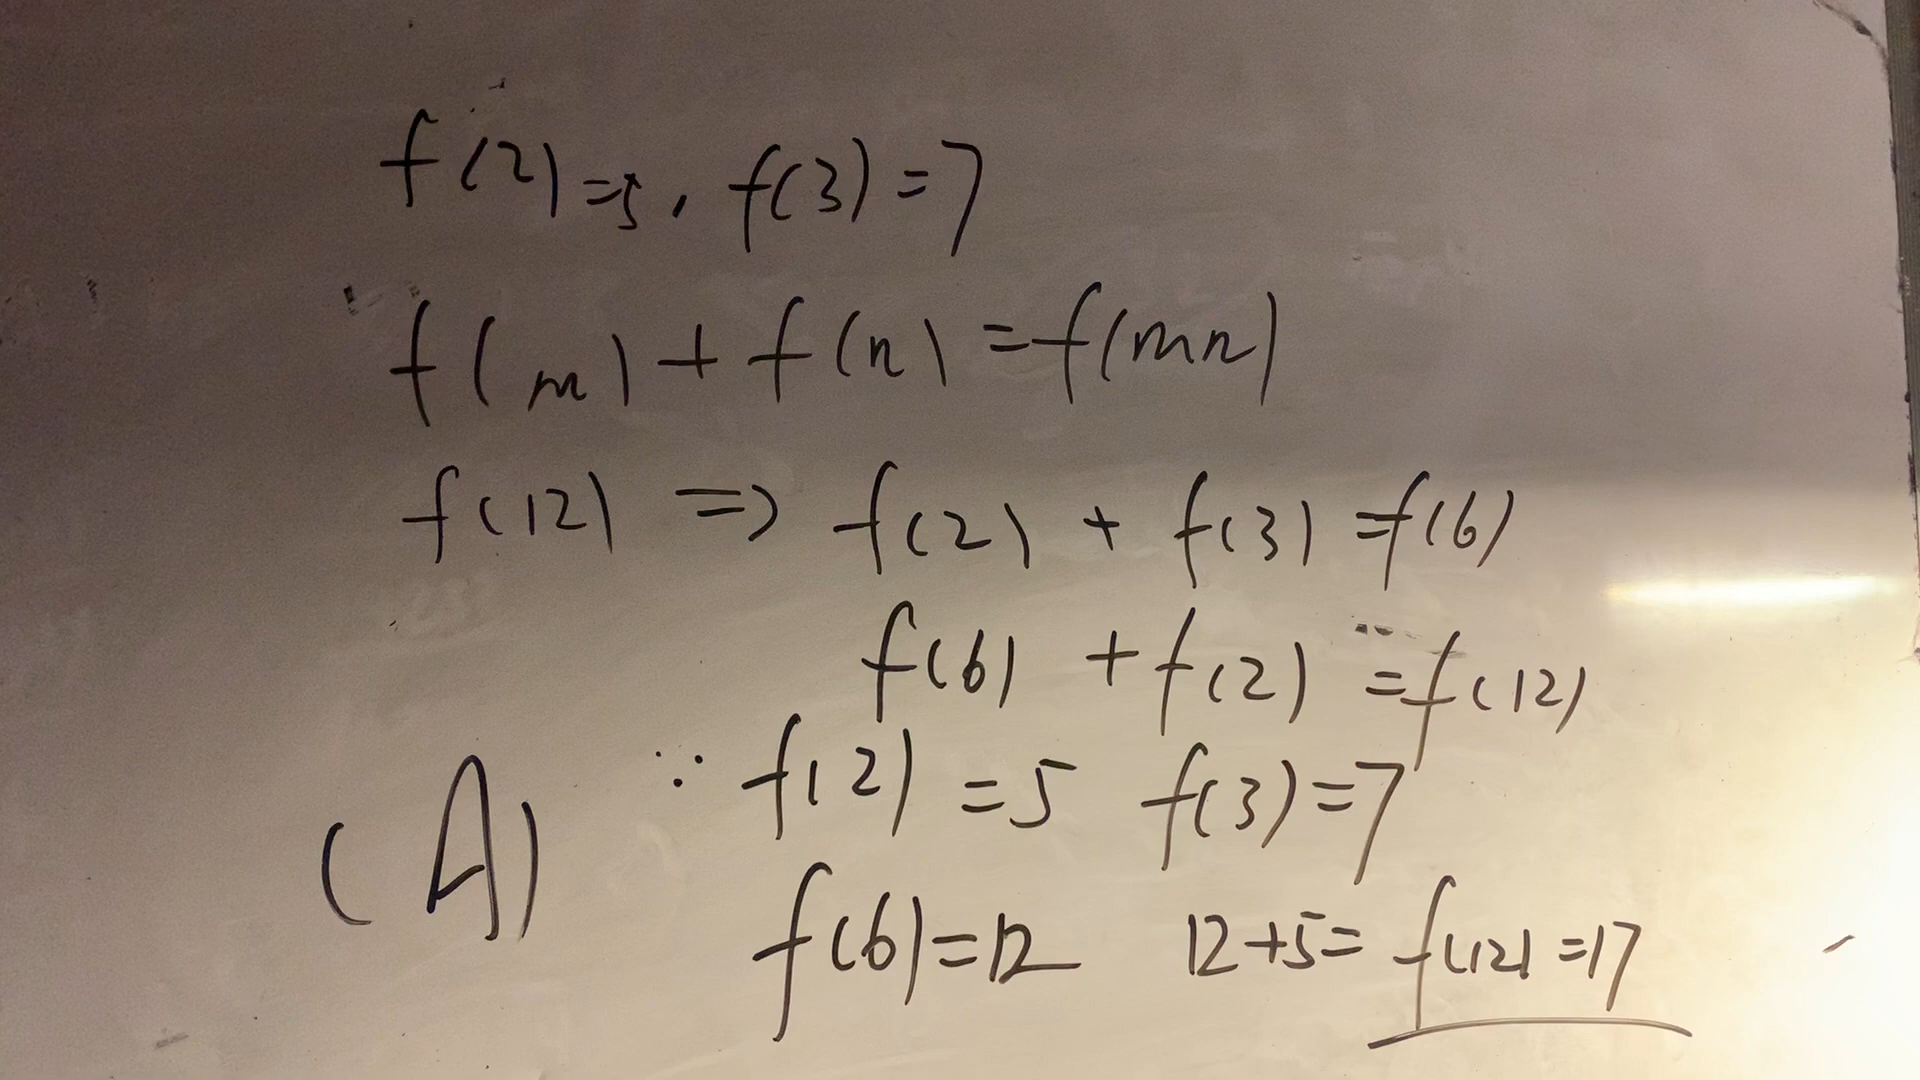 f(2)=5, f(3)=7
f(m)+f(n)=f(mn)
f(12) => f(2) + f(3) =f(6)
f(6) +f(2) =f(12)
∵ f(2)=5 f(3)=7
(A)
f(6)=12 12+5= f(12)=17